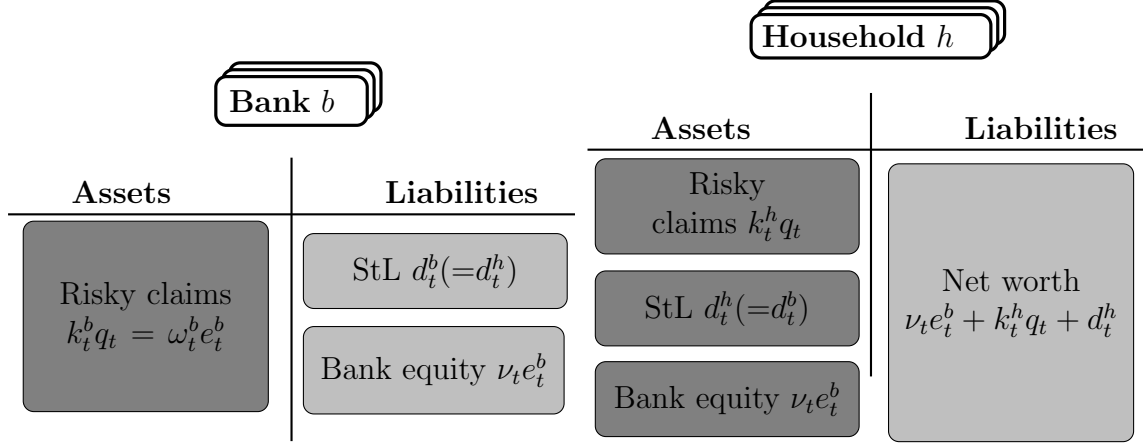 Bank b
Assets
Liabilities
Risky claims
k_t^b q_t = ω_t^b e_t^b
StL d_t^b(=d_t^h)
Bank equity ν_t e_t^b
Household h
Assets
Liabilities
Risky
claims k_t^h q_t
StL d_t^h(=d_t^b)
Bank equity ν_t e_t^b
Net worth
ν_t e_t^b + k_t^h q_t + d_t^h